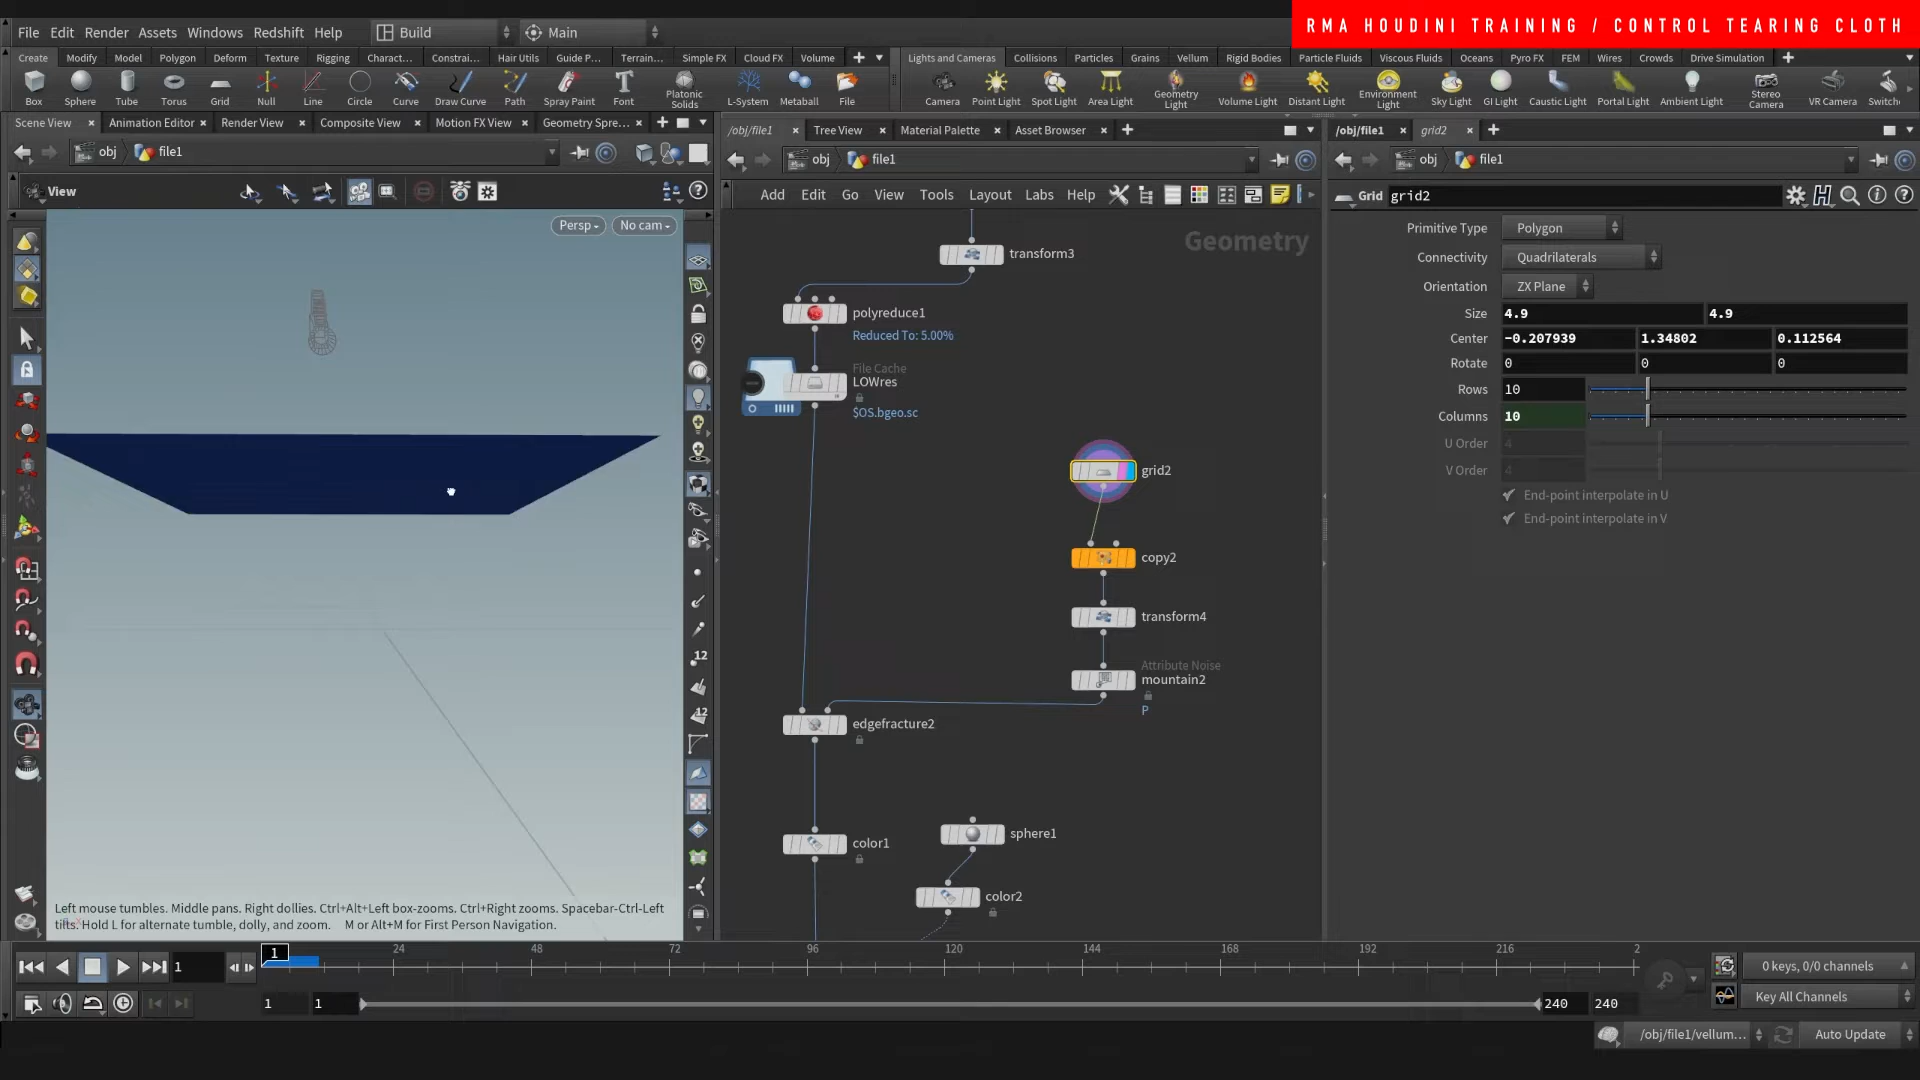 RMA HOUDINI TRAINING / CONTROL TEARING CLOTH
File Edit Render Assets Windows Redshift Help Build Main
Create Modify Model Polygon Deform Texture Rigging Charact... Constrai... Hair Utils Guide P... Terrain... Simple FX Cloud FX Volume
Lights and Cameras Collisions Particles Grains Vellum Rigid Bodies Particle Fluids Viscous Fluids Oceans Pyro FX FEM Wires Crowds Drive Simulation
Box Sphere Tube Torus Grid Null Line Circle Curve Draw Curve Path Spray Paint Font Platonic Solids L-System Metaball File
Camera Point Light Spot Light Area Light Geometry Light Volume Light Distant Light Environment Light Sky Light GI Light Caustic Light Portal Light Ambient Light Stereo Camera VR Camera Switch
Scene View Animation Editor Render View Composite View Motion FX View Geometry Spre...
/obj/file1 Tree View Material Palette Asset Browser
/obj/file1 grid2
obj file1
obj file1
obj file1
View
Persp No cam
Add Edit Go View Tools Layout Labs Help
Geometry
transform3
polyreduce1
Reduced To: 5.00%
File Cache
LOWres
$OS.bgeo.sc
grid2
copy2
transform4
Attribute Noise
mountain2
P
edgefracture2
color1
sphere1
color2
Grid grid2
Primitive Type Polygon
Connectivity Quadrilaterals
Orientation ZX Plane
Size 4.9 4.9
Center -0.207939 1.34802 0.112564
Rotate 0 0 0
Rows 10
Columns 10
U Order 4
V Order 4
End-point interpolate in U
End-point interpolate in V
12
12
Left mouse tumbles. Middle pans. Right dollies. Ctrl+Alt+Left box-zooms. Ctrl+Right zooms. Spacebar-Ctrl-Left
tilts. Hold L for alternate tumble, dolly, and zoom. M or Alt+M for First Person Navigation.
1 1 24 48 72 96 120 144 168 192 216 2
0 keys, 0/0 channels
1 1 240 240
Key All Channels
/obj/file1/vellum... Auto Update